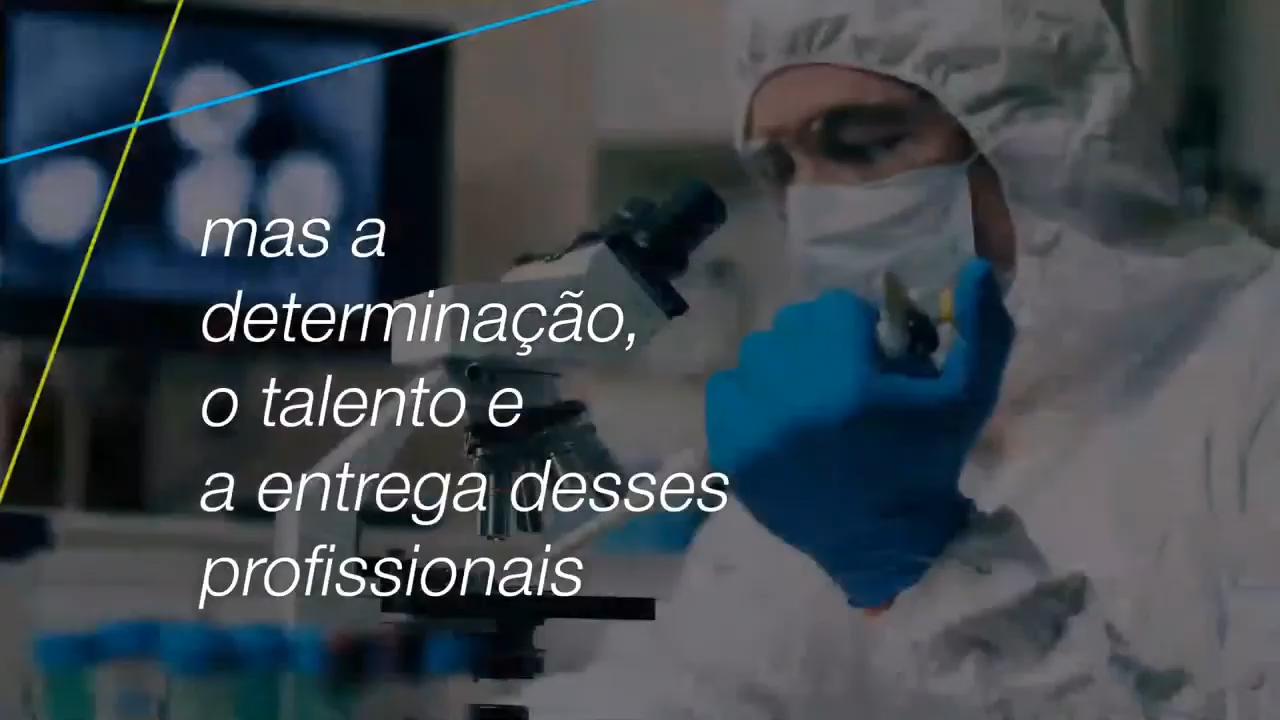 mas a
determinação,
o talento e
a entrega desses
profissionais